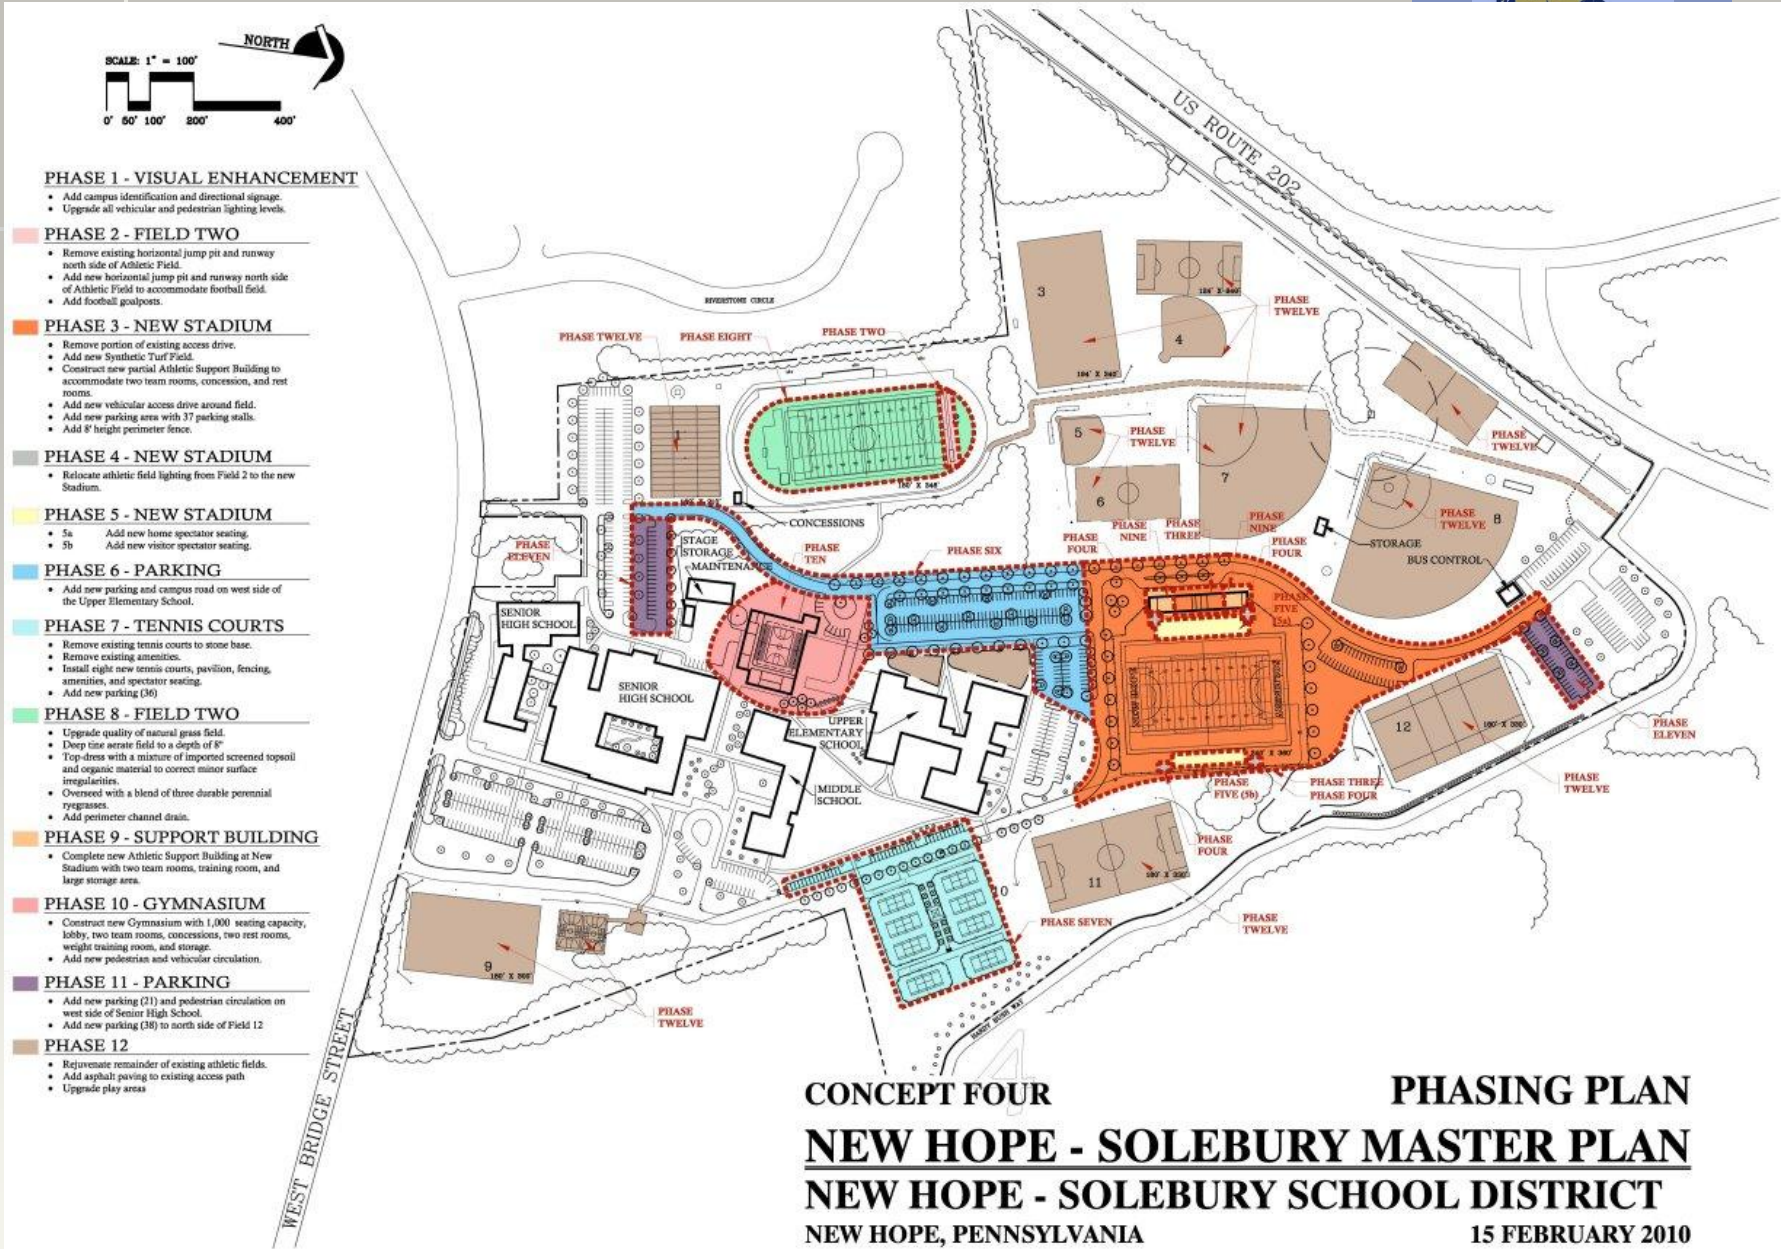 NORTH
SCALE: 1" = 100'
0' 50' 100' 200' 400'
PHASE 1 - VISUAL ENHANCEMENT
• Add campus identification and directional signage.
• Upgrade all vehicular and pedestrian lighting levels.
PHASE 2 - FIELD TWO
• Remove existing horizontal jump pit and runway
north side of Athletic Field.
• Add new horizontal jump pit and runway north side
of Athletic Field to accommodate football field.
• Add football goalposts.
PHASE 3 - NEW STADIUM
• Remove portion of existing access drive.
• Add new Synthetic Turf Field.
• Construct new partial Athletic Support Building to
accommodate two team rooms, concession, and rest
rooms.
• Add new vehicular access drive around field.
• Add new parking area with 37 parking stalls.
• Add 8' height perimeter fence.
PHASE 4 - NEW STADIUM
• Relocate athletic field lighting from Field 2 to the new
Stadium.
PHASE 5 - NEW STADIUM
• 5a Add new home spectator seating.
• 5b Add new visitor spectator seating.
PHASE 6 - PARKING
• Add new parking and campus road on west side of
the Upper Elementary School.
PHASE 7 - TENNIS COURTS
• Remove existing tennis courts to stone base.
• Remove existing amenities.
• Install eight new tennis courts, pavilion, fencing,
amenities, and spectator seating.
• Add new parking (36)
PHASE 8 - FIELD TWO
• Upgrade quality of natural grass field.
• Deep tine aerate field to a depth of 8"
• Top-dress with a mixture of imported screened topsoil
and organic material to correct minor surface
irregularities.
• Overseed with a blend of three durable perennial
ryegrasses.
• Add perimeter channel drain.
PHASE 9 - SUPPORT BUILDING
• Complete new Athletic Support Building at New
Stadium with two team rooms, training room, and
large storage area.
PHASE 10 - GYMNASIUM
• Construct new Gymnasium with 1,000 seating capacity,
lobby, two team rooms, concessions, two rest rooms,
weight training room, and storage.
• Add new pedestrian and vehicular circulation.
PHASE 11 - PARKING
• Add new parking (21) and pedestrian circulation on
west side of Senior High School.
• Add new parking (38) to north side of Field 12
PHASE 12
• Rejuvenate remainder of existing athletic fields.
• Add asphalt paving to existing access path
• Upgrade play areas
WEST BRIDGE STREET
US ROUTE 202
RIVERSTONE CIRCLE
PHASE TWELVE
PHASE EIGHT
PHASE TWO
3
4
PHASE
TWELVE
1
5
PHASE
TWELVE
6
7
PHASE
TWELVE
PHASE
TWELVE
8
CONCESSIONS
STAGE
STORAGE
MAINTENANCE
PHASE
ELEVEN
PHASE
TEN
PHASE SIX
PHASE
FOUR
PHASE
NINE
PHASE
THREE
PHASE
NINE
PHASE
FOUR
STORAGE
BUS CONTROL
PHASE
FIVE
SENIOR
HIGH SCHOOL
SENIOR
HIGH SCHOOL
UPPER
ELEMENTARY
SCHOOL
MIDDLE
SCHOOL
PHASE
FIVE (5b)
PHASE THREE
PHASE FOUR
PHASE
FOUR
12
PHASE
ELEVEN
PHASE
TWELVE
11
PHASE
TWELVE
10
PHASE SEVEN
9
PHASE
TWELVE
HARDY BUSH WAY
4
CONCEPT FOUR
PHASING PLAN
NEW HOPE - SOLEBURY MASTER PLAN
NEW HOPE - SOLEBURY SCHOOL DISTRICT
NEW HOPE, PENNSYLVANIA
15 FEBRUARY 2010